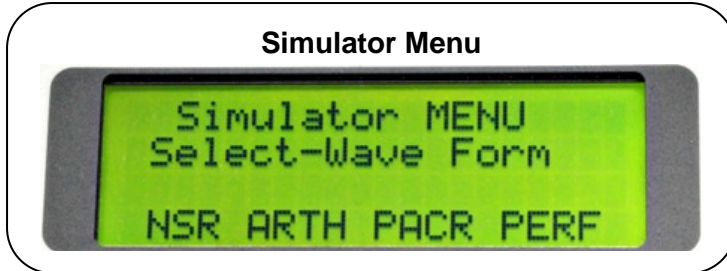 Simulator Menu
Simulator MENU
Select-Wave Form
NSR ARTH PACR PERF